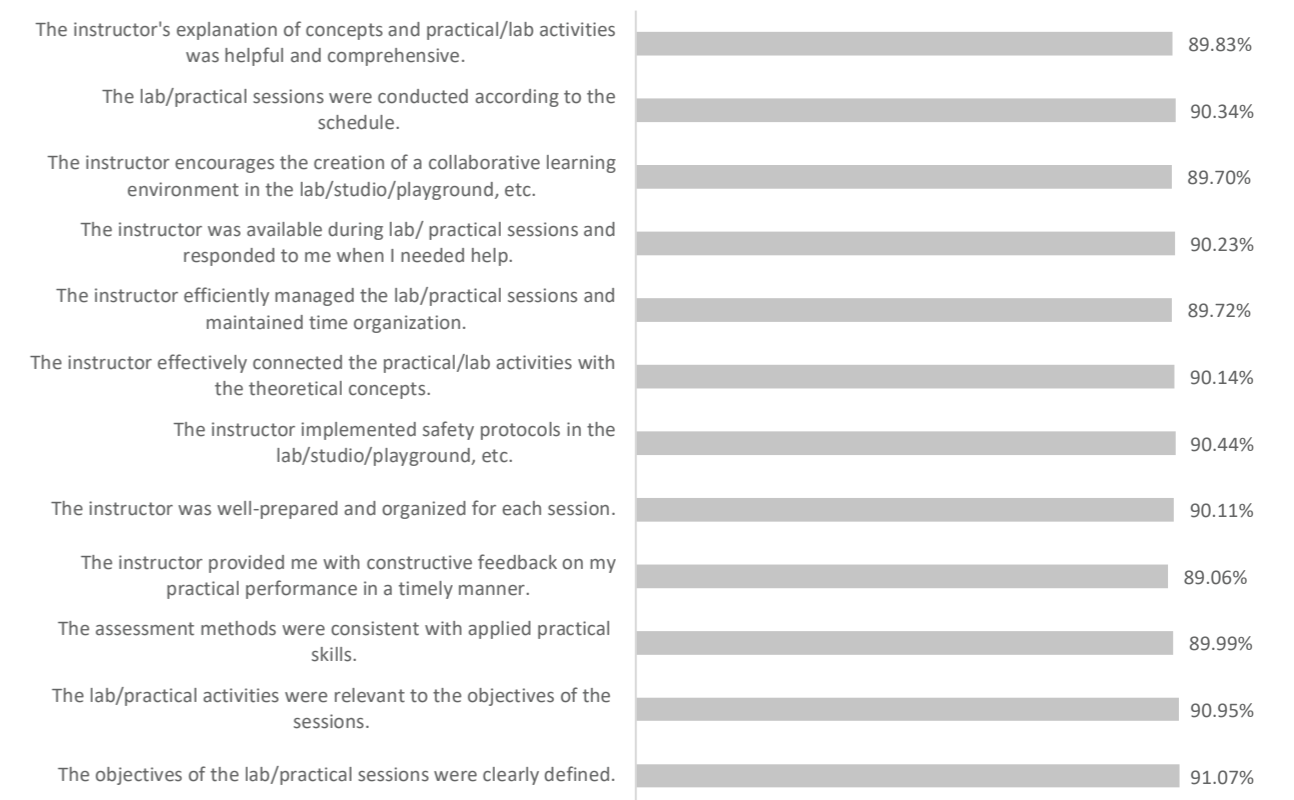 The instructor's explanation of concepts and practical/lab activities
was helpful and comprehensive.
89.83%
The lab/practical sessions were conducted according to the
schedule.
90.34%
The instructor encourages the creation of a collaborative learning
environment in the lab/studio/playground, etc.
89.70%
The instructor was available during lab/ practical sessions and
responded to me when I needed help.
90.23%
The instructor efficiently managed the lab/practical sessions and
maintained time organization.
89.72%
The instructor effectively connected the practical/lab activities with
the theoretical concepts.
90.14%
The instructor implemented safety protocols in the
lab/studio/playground, etc.
90.44%
The instructor was well-prepared and organized for each session.
90.11%
The instructor provided me with constructive feedback on my
practical performance in a timely manner.
89.06%
The assessment methods were consistent with applied practical
skills.
89.99%
The lab/practical activities were relevant to the objectives of the
sessions.
90.95%
The objectives of the lab/practical sessions were clearly defined.
91.07%